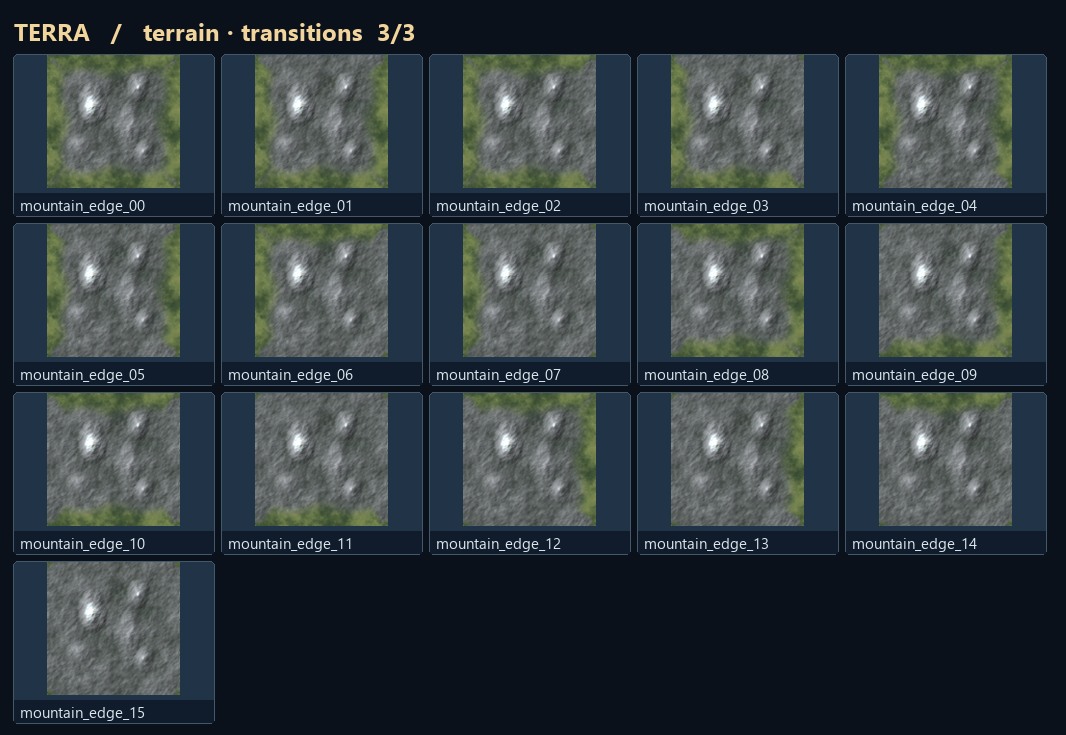 TERRA / terrain · transitions 3/3
mountain_edge_00 mountain_edge_01 mountain_edge_02 mountain_edge_03 mountain_edge_04
mountain_edge_05 mountain_edge_06 mountain_edge_07 mountain_edge_08 mountain_edge_09
mountain_edge_10 mountain_edge_11 mountain_edge_12 mountain_edge_13 mountain_edge_14
mountain_edge_15